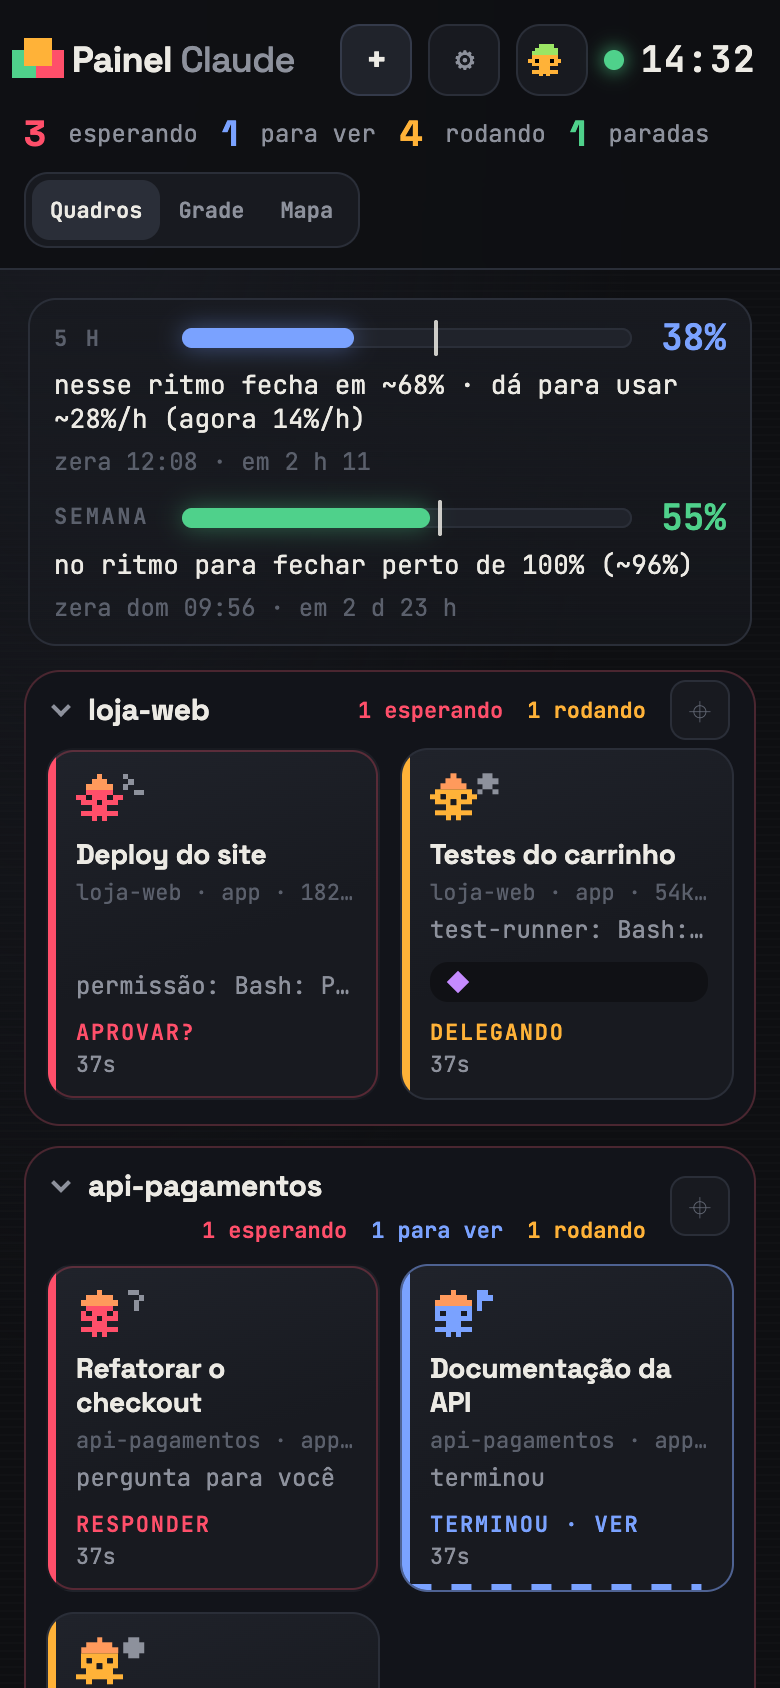 Painel Claude + 14:32
3 esperando 1 para ver 4 rodando 1 paradas
Quadros Grade Mapa
5 H 38%
nesse ritmo fecha em ~68% · dá para usar
~28%/h (agora 14%/h)
zera 12:08 · em 2 h 11
SEMANA 55%
no ritmo para fechar perto de 100% (~96%)
zera dom 09:56 · em 2 d 23 h
loja-web 1 esperando 1 rodando
Deploy do site
loja-web · app · 182…
permissão: Bash: P…
APROVAR?
37s
Testes do carrinho
loja-web · app · 54k…
test-runner: Bash:…
DELEGANDO
37s
api-pagamentos
1 esperando 1 para ver 1 rodando
Refatorar o
checkout
api-pagamentos · app…
pergunta para você
RESPONDER
37s
Documentação da
API
api-pagamentos · app…
terminou
TERMINOU · VER
37s